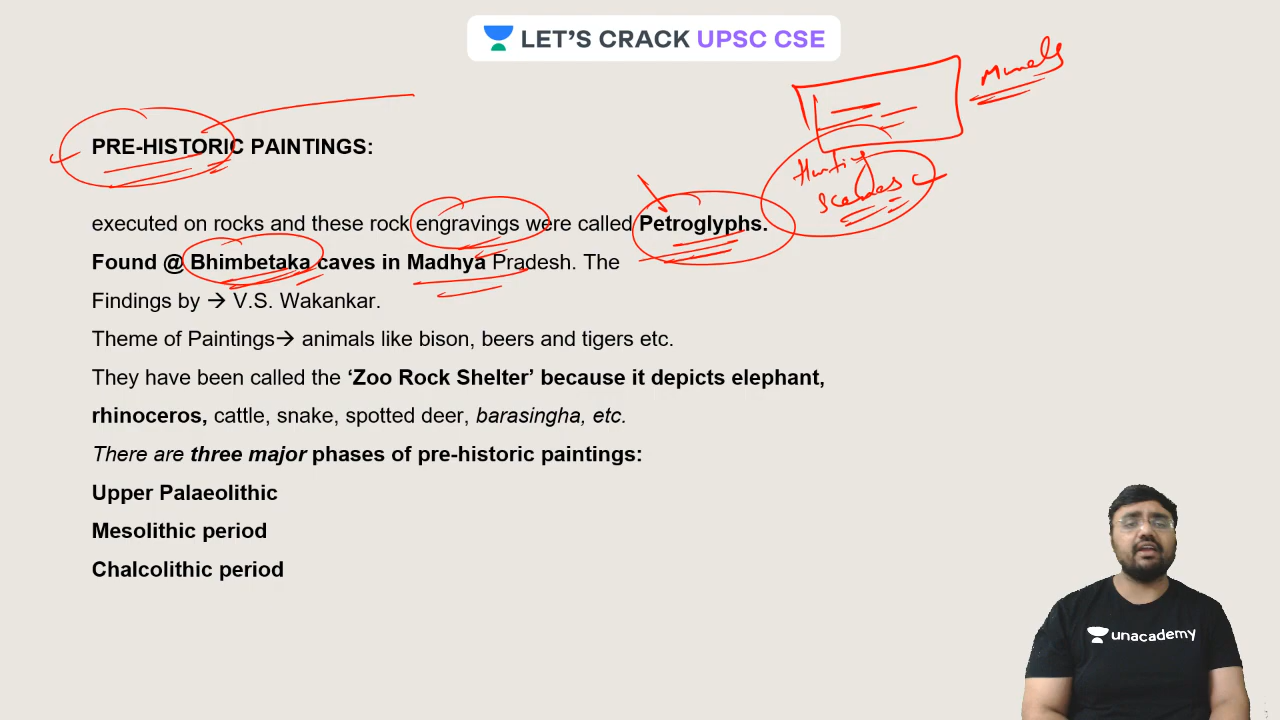 LET'S CRACK UPSC CSE
Murals
PRE-HISTORIC PAINTINGS:
Hunting
Scenes
executed on rocks and these rock engravings were called Petroglyphs.
Found @ Bhimbetaka caves in Madhya Pradesh. The
Findings by → V.S. Wakankar.
Theme of Paintings→ animals like bison, beers and tigers etc.
They have been called the ‘Zoo Rock Shelter’ because it depicts elephant,
rhinoceros, cattle, snake, spotted deer, barasingha, etc.
There are three major phases of pre-historic paintings:
Upper Palaeolithic
Mesolithic period
Chalcolithic period
unacademy